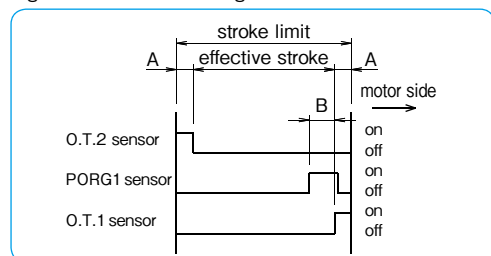 stroke limit
A effective stroke A
motor side
B
O.T.2 sensor on
off
PORG1 sensor on
off
O.T.1 sensor on
off